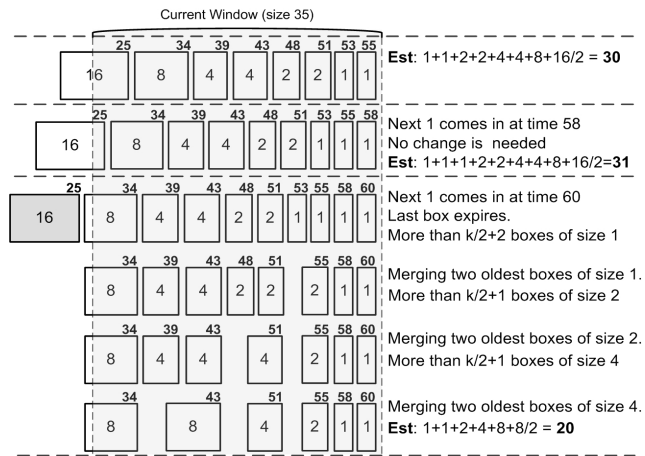 Current Window (size 35)
25 34 39 43 48 51 53 55
16 8 4 4 2 2 1 1
Est: 1+1+2+2+4+4+8+16/2 = 30
25 34 39 43 48 51 53 55 58
16 8 4 4 2 2 1 1 1
Next 1 comes in at time 58
No change is needed
Est: 1+1+1+2+2+4+4+8+16/2=31
25 34 39 43 48 51 53 55 58 60
16 8 4 4 2 2 1 1 1 1
Next 1 comes in at time 60
Last box expires.
More than k/2+2 boxes of size 1
34 39 43 48 51 55 58 60
8 4 4 2 2 2 1 1
Merging two oldest boxes of size 1.
More than k/2+1 boxes of size 2
34 39 43 51 55 58 60
8 4 4 4 2 1 1
Merging two oldest boxes of size 2.
More than k/2+1 boxes of size 4
34 43 51 55 58 60
8 8 4 2 1 1
Merging two oldest boxes of size 4.
Est: 1+1+2+4+8+8/2 = 20